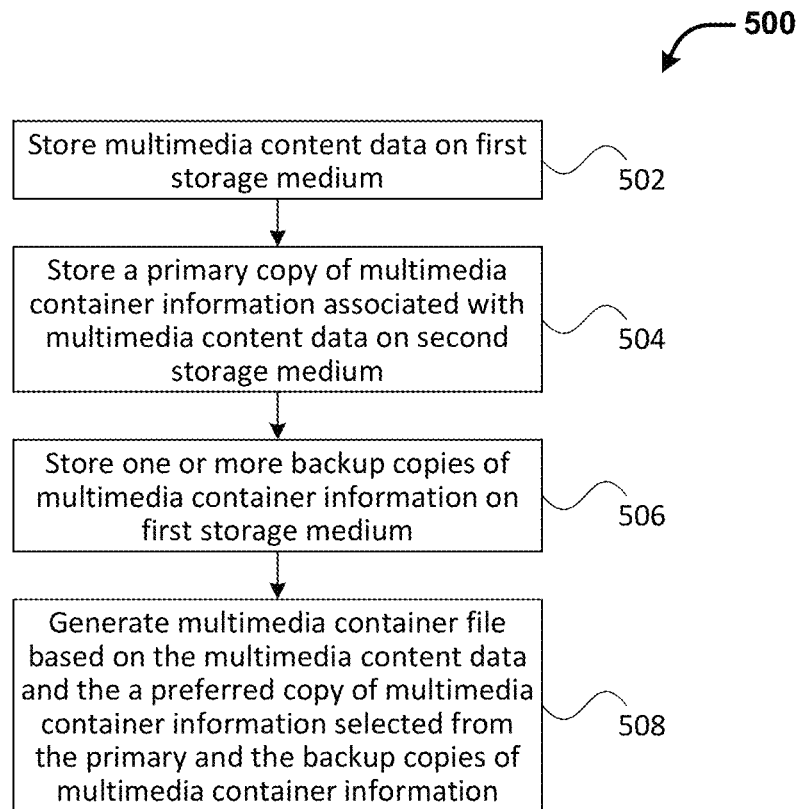 500
Store multimedia content data on first
storage medium
502
Store a primary copy of multimedia
container information associated with
multimedia content data on second
storage medium
504
Store one or more backup copies of
multimedia container information on
first storage medium
506
Generate multimedia container file
based on the multimedia content data
and the a preferred copy of multimedia
container information selected from
the primary and the backup copies of
multimedia container information
508